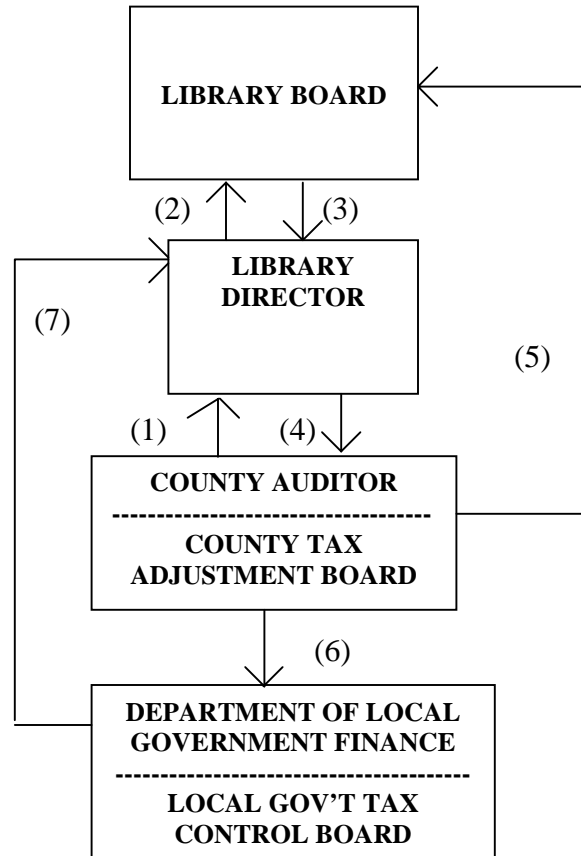 LIBRARY BOARD
(2)
(3)
LIBRARY
DIRECTOR
(7)
(5)
(1)
(4)
COUNTY AUDITOR
COUNTY TAX
ADJUSTMENT BOARD
(6)
DEPARTMENT OF LOCAL
GOVERNMENT FINANCE
LOCAL GOV'T TAX
CONTROL BOARD